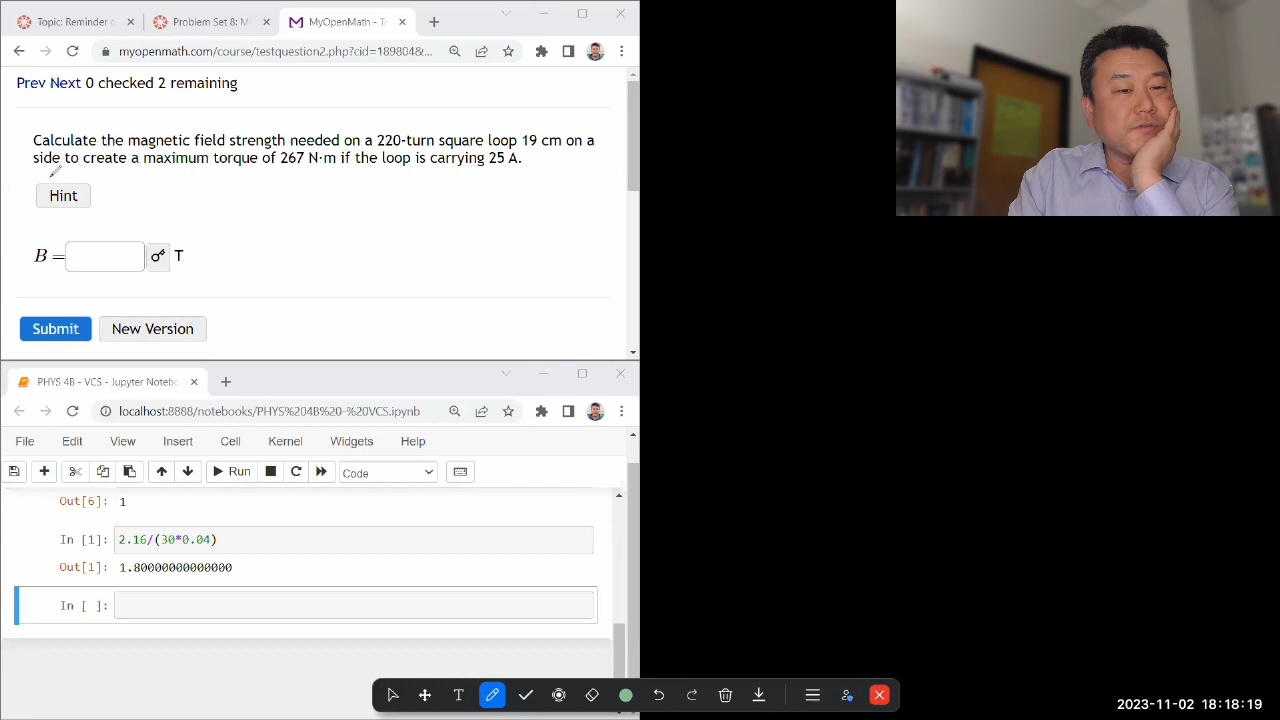 Topic: Reminder o
Problem Set 8: M
MyOpenMath - Te
myopenmath.com/course/testquestion2.php?cid=189804&...
Prev Next 0 checked 2 remaining
Calculate the magnetic field strength needed on a 220-turn square loop 19 cm on a
side to create a maximum torque of 267 N·m if the loop is carrying 25 A.
Hint
B = T
Submit New Version
PHYS 4B - VCS - Jupyter Notebo
localhost:8888/notebooks/PHYS%204B%20-%20VCS.ipynb
File Edit View Insert Cell Kernel Widgets Help
Run Code
Out[6]: 1
In [1]: 2.16/(30*0.04)
Out[1]: 1.80000000000000
In [ ]:
T
2023-11-02 18:18:19